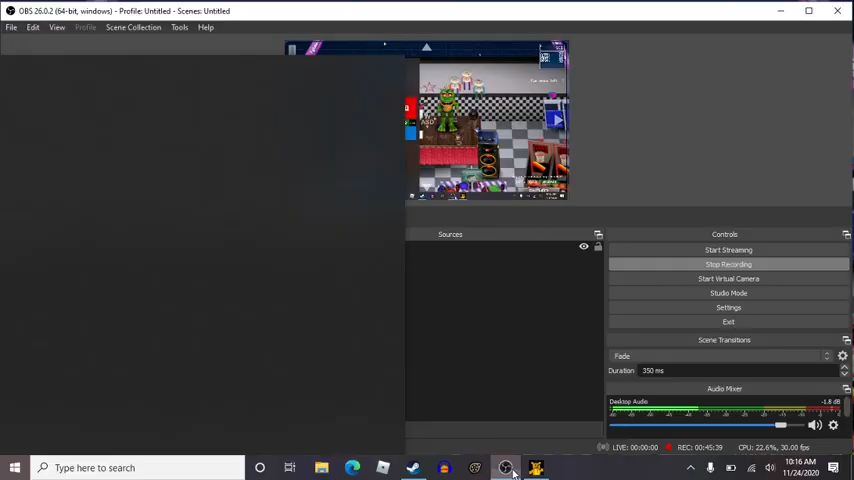 OBS 26.0.2 (64-bit, windows) - Profile: Untitled - Scenes: Untitled
File Edit View Profile Scene Collection Tools Help
Sources
Controls
Start Streaming
Stop Recording
Start Virtual Camera
Studio Mode
Settings
Exit
Scene Transitions
Fade
Duration 350 ms
Audio Mixer
Desktop Audio -1.8 dB
LIVE: 00:00:00 REC: 00:45:39 CPU: 22.6%, 30.00 fps
Type here to search
10:16 AM
11/24/2020